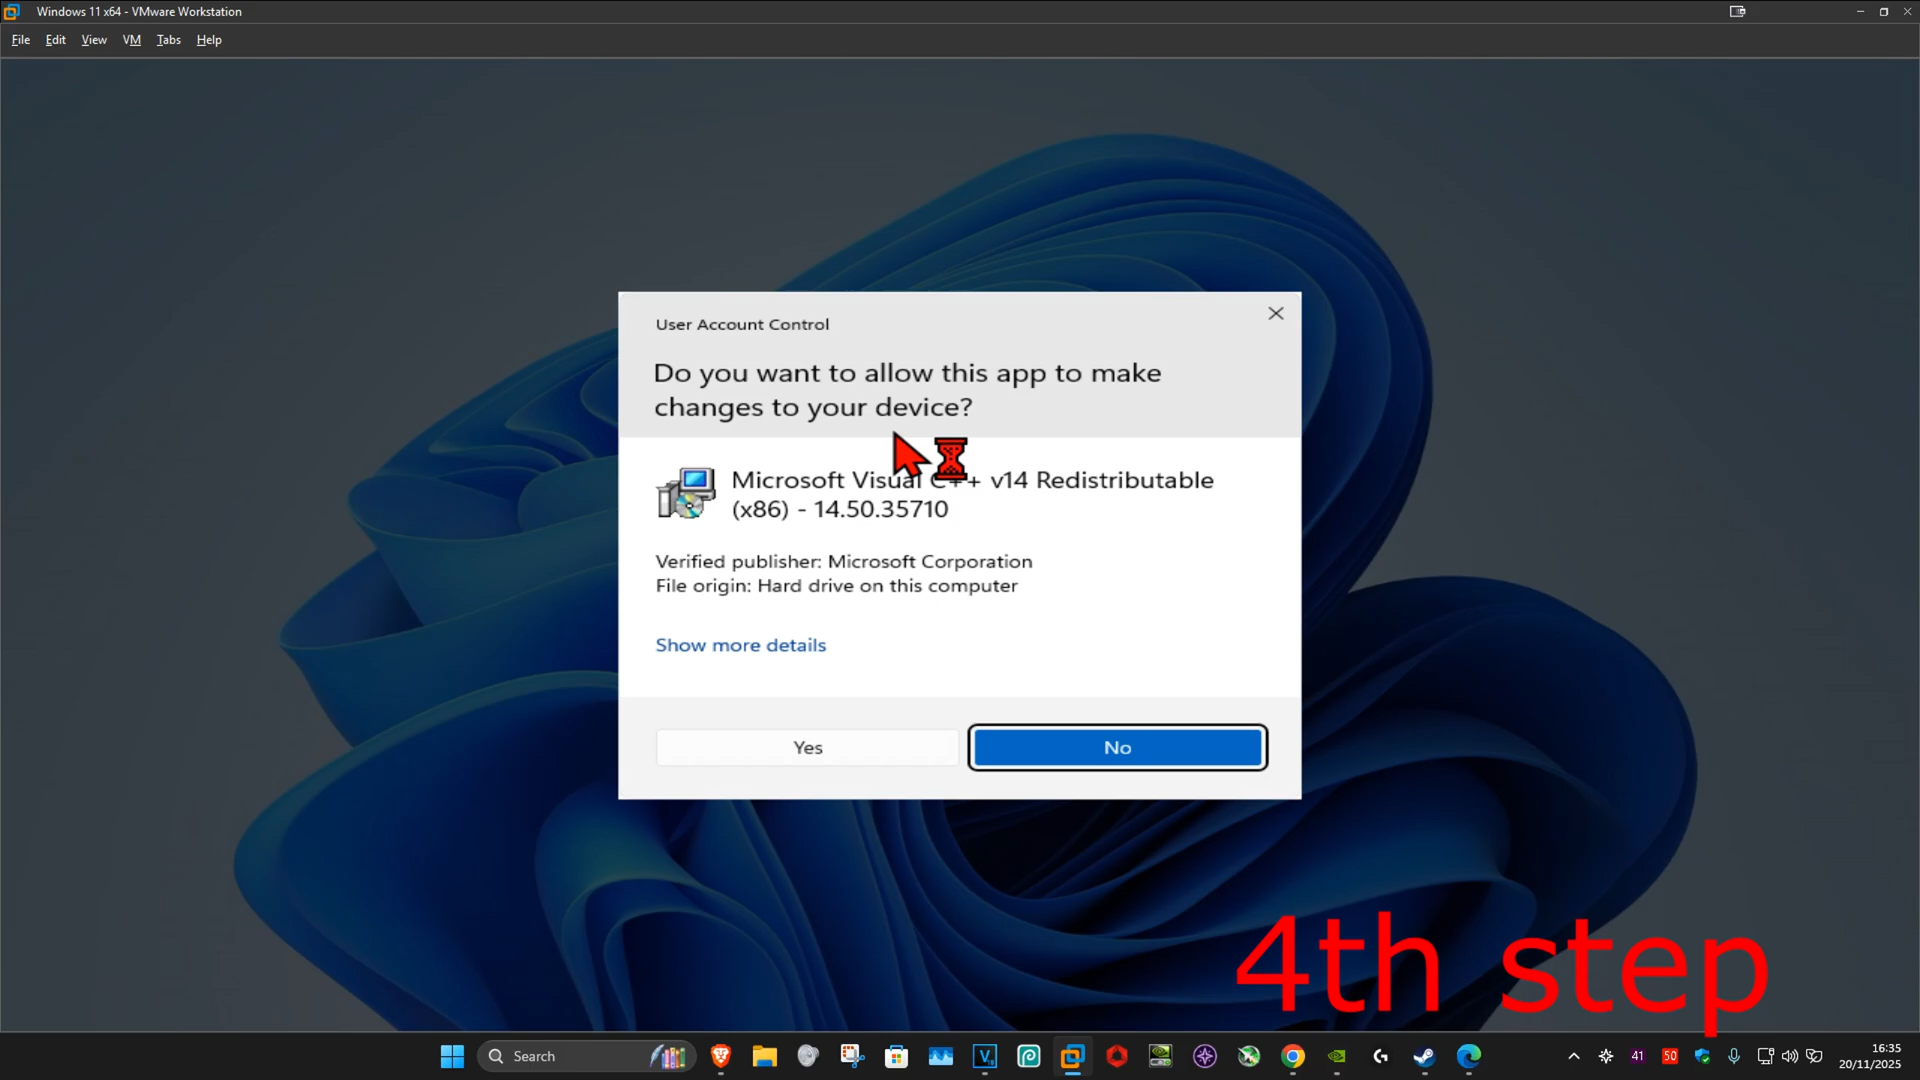 Windows 11 x64 - VMware Workstation
File Edit View VM Tabs Help
User Account Control
Do you want to allow this app to make
changes to your device?
Microsoft Visual C++ v14 Redistributable
(x86) - 14.50.35710
Verified publisher: Microsoft Corporation
File origin: Hard drive on this computer
Show more details
Yes No
4th step
Search
41 50
16:35
20/11/2025